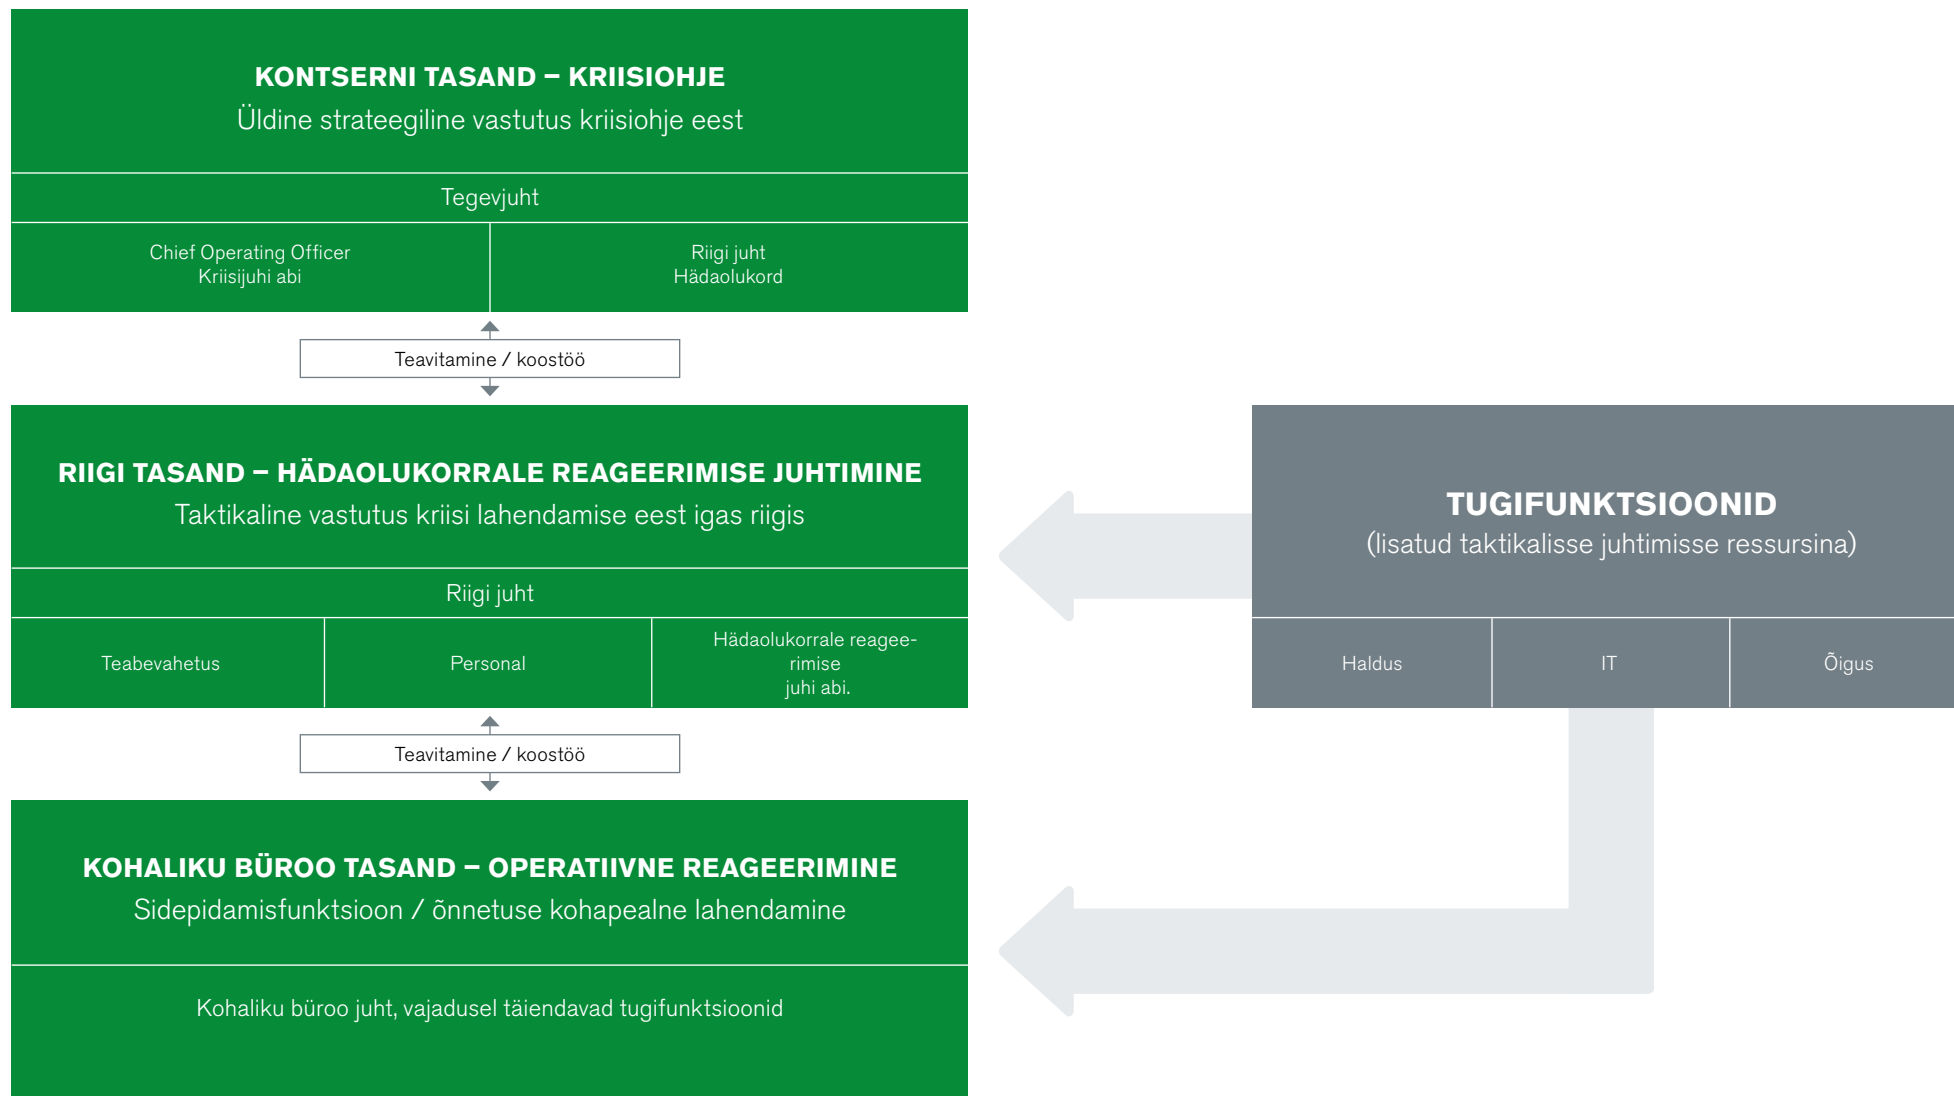 KONTSERNI TASAND – KRIISIOHJE
Üldine strateegiline vastutus kriisiohje eest
Tegevjuht
Chief Operating Officer
Kriisijuhi abi
Riigi juht
Hädaolukord
Teavitamine / koostöö
RIIGI TASAND – HÄDAOLUKORRALE REAGEERIMISE JUHTIMINE
Taktikaline vastutus kriisi lahendamise eest igas riigis
Riigi juht
Teabevahetus
Personal
Hädaolukorrale reagee-
rimise
juhi abi.
TUGIFUNKTSIOONID
(lisatud taktikalisse juhtimisse ressursina)
Haldus
IT
Õigus
Teavitamine / koostöö
KOHALIKU BÜROO TASAND – OPERATIIVNE REAGEERIMINE
Sidepidamisfunktsioon / õnnetuse kohapealne lahendamine
Kohaliku büroo juht, vajadusel täiendavad tugifunktsioonid